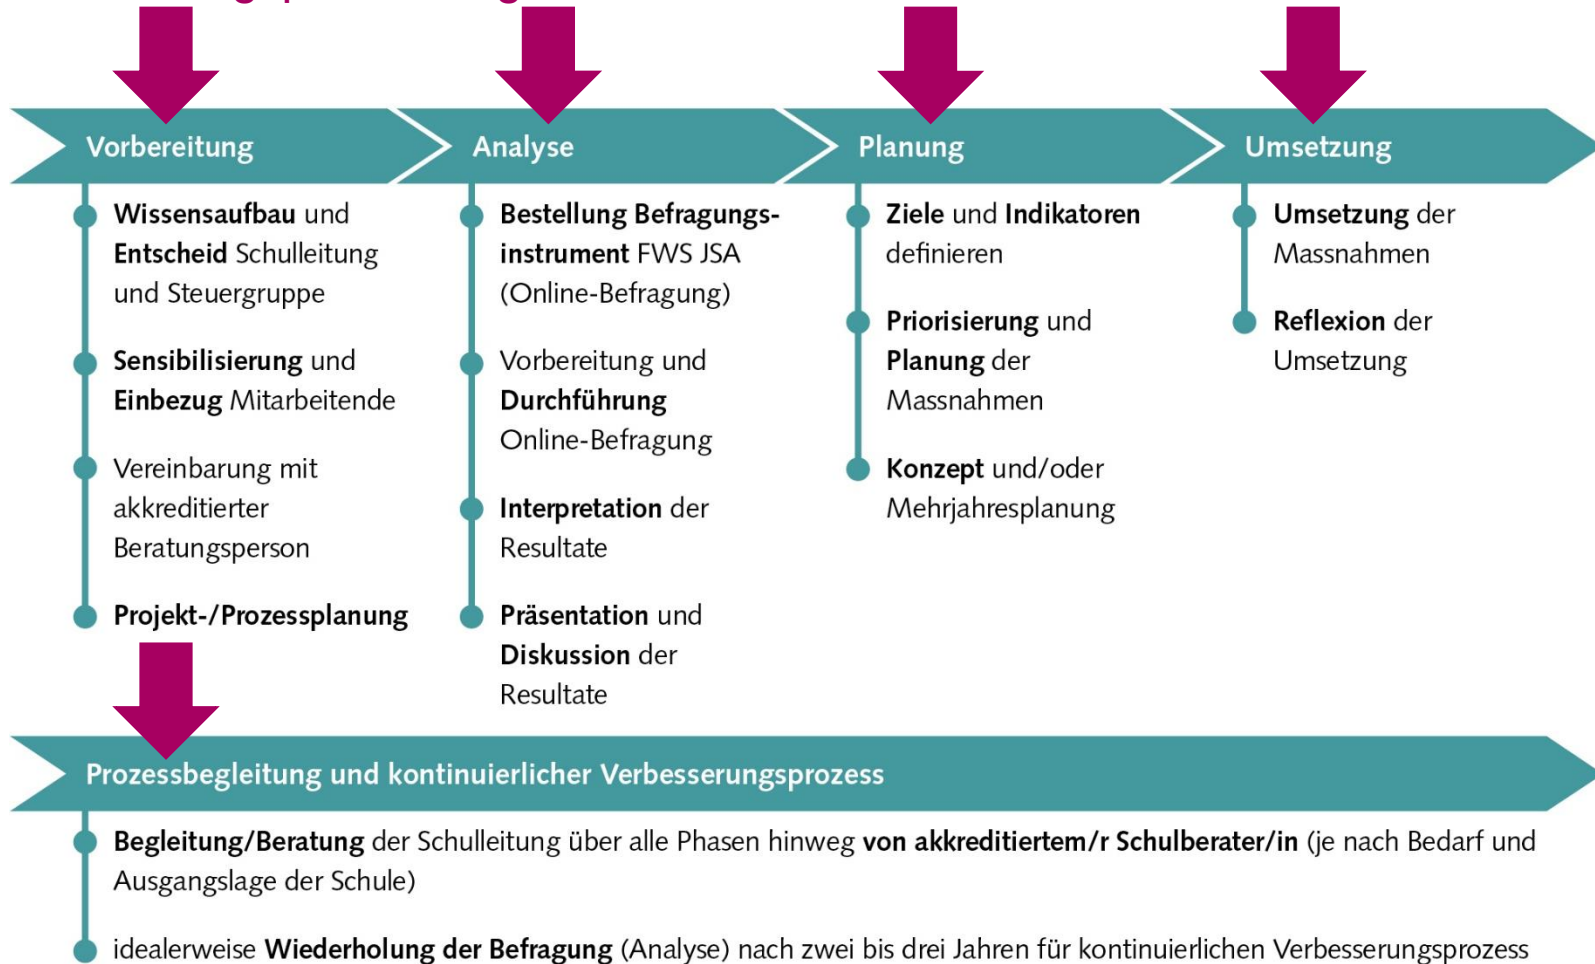 Vorbereitung
Wissensaufbau und
Entscheid Schulleitung
und Steuergruppe
Sensibilisierung und
Einbezug Mitarbeitende
Vereinbarung mit
akkreditierter
Beratungsperson
Projekt-/Prozessplanung
Analyse
Bestellung Befragungs-
instrument FWS JSA
(Online-Befragung)
Vorbereitung und
Durchführung
Online-Befragung
Interpretation der
Resultate
Präsentation und
Diskussion der
Resultate
Planung
Ziele und Indikatoren
definieren
Priorisierung und
Planung der
Massnahmen
Konzept und/oder
Mehrjahresplanung
Umsetzung
Umsetzung der
Massnahmen
Reflexion der
Umsetzung
Prozessbegleitung und kontinuierlicher Verbesserungsprozess
Begleitung/Beratung der Schulleitung über alle Phasen hinweg von akkreditiertem/r Schulberater/in (je nach Bedarf und
Ausgangslage der Schule)
idealerweise Wiederholung der Befragung (Analyse) nach zwei bis drei Jahren für kontinuierlichen Verbesserungsprozess